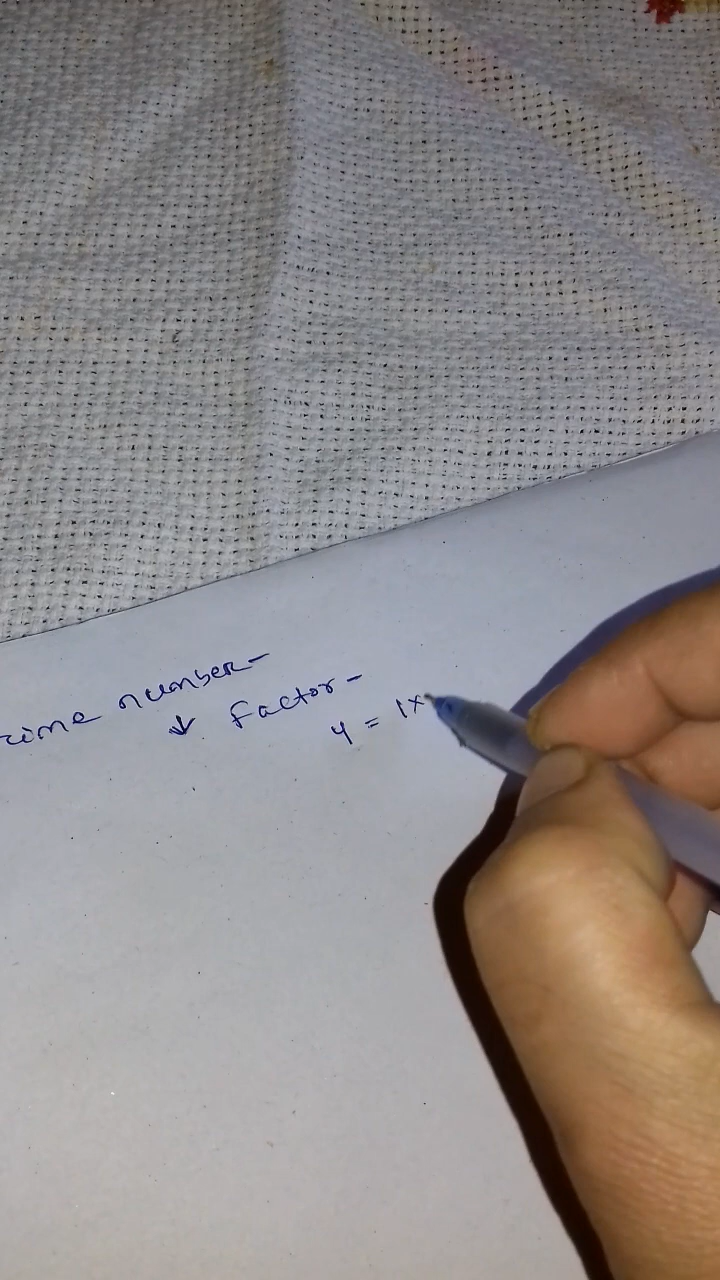 rime number-
↓ Factor-
4 = 1x